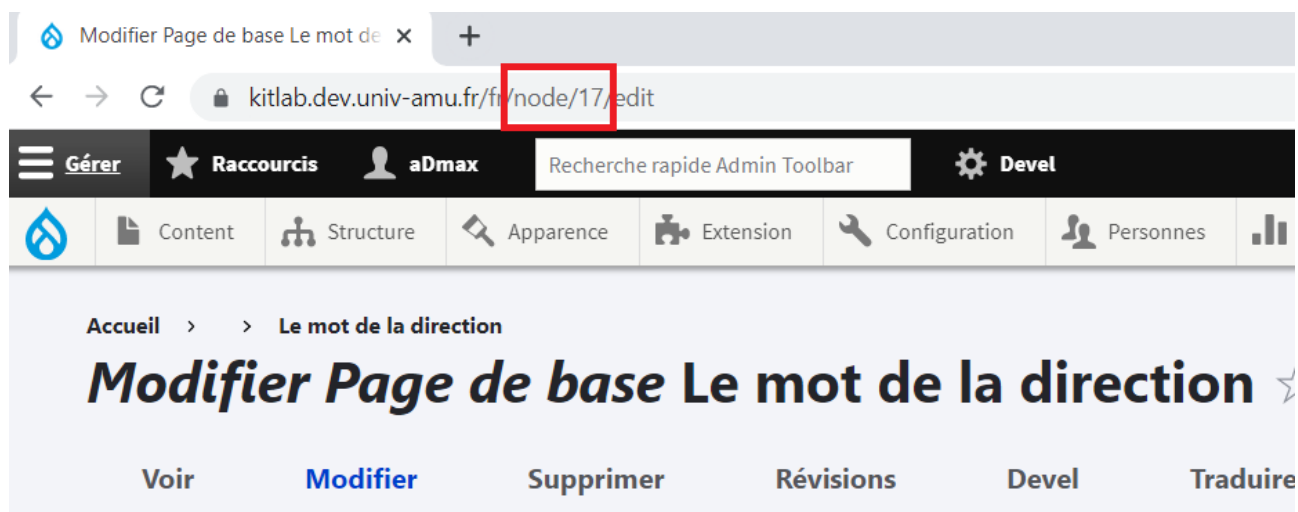 Modifier Page de base Le mot de
kitlab.dev.univ-amu.fr/fr/node/17/edit
Gérer Raccourcis aDmax Recherche rapide Admin Toolbar Devel
Content Structure Apparence Extension Configuration Personnes
Accueil > > Le mot de la direction
Modifier Page de base Le mot de la direction
Voir Modifier Supprimer Révisions Devel Traduire